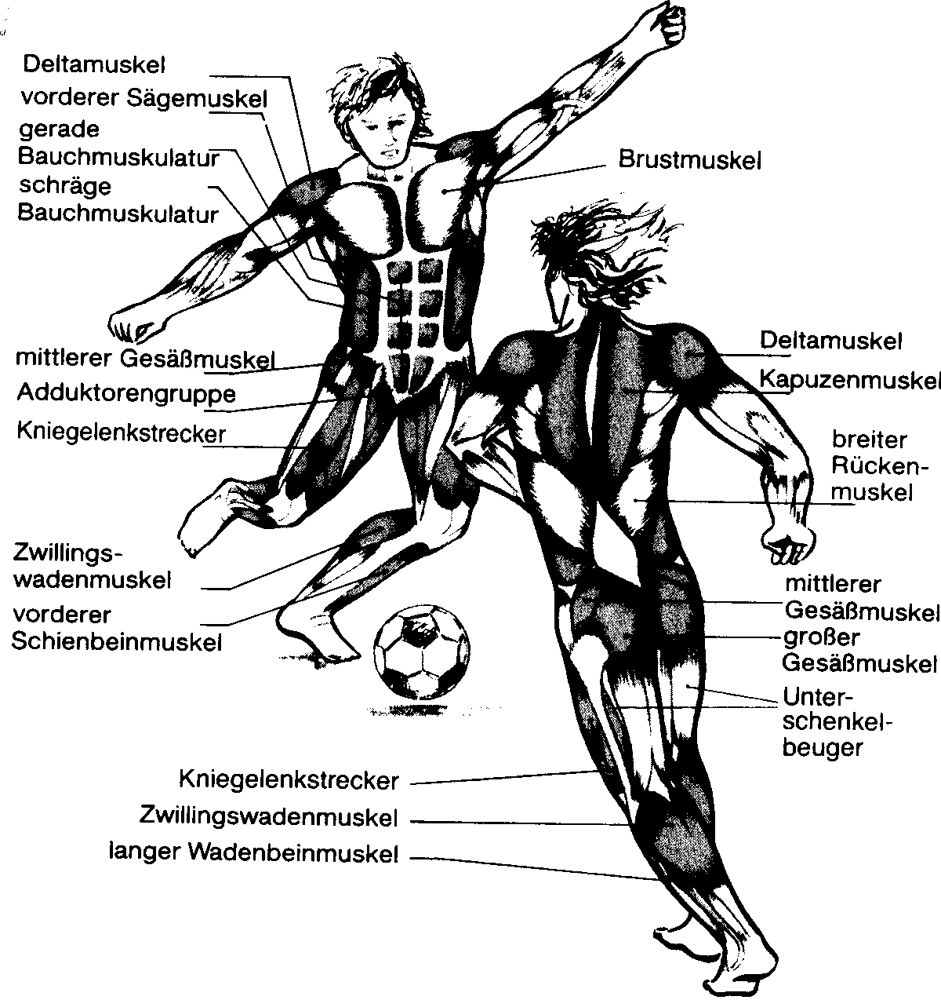 Deltamuskel
vorderer Sägemuskel
gerade
Bauchmuskulatur
schräge
Bauchmuskulatur
Brustmuskel
mittlerer Gesäßmuskel
Adduktorengruppe
Kniegelenkstrecker
Zwillings-
wadenmuskel
vorderer
Schienbeinmuskel
Deltamuskel
Kapuzenmuskel
breiter
Rücken-
muskel
mittlerer
Gesäßmuskel
großer
Gesäßmuskel
Unter-
schenkel-
beuger
Kniegelenkstrecker
Zwillingswadenmuskel
langer Wadenbeinmuskel